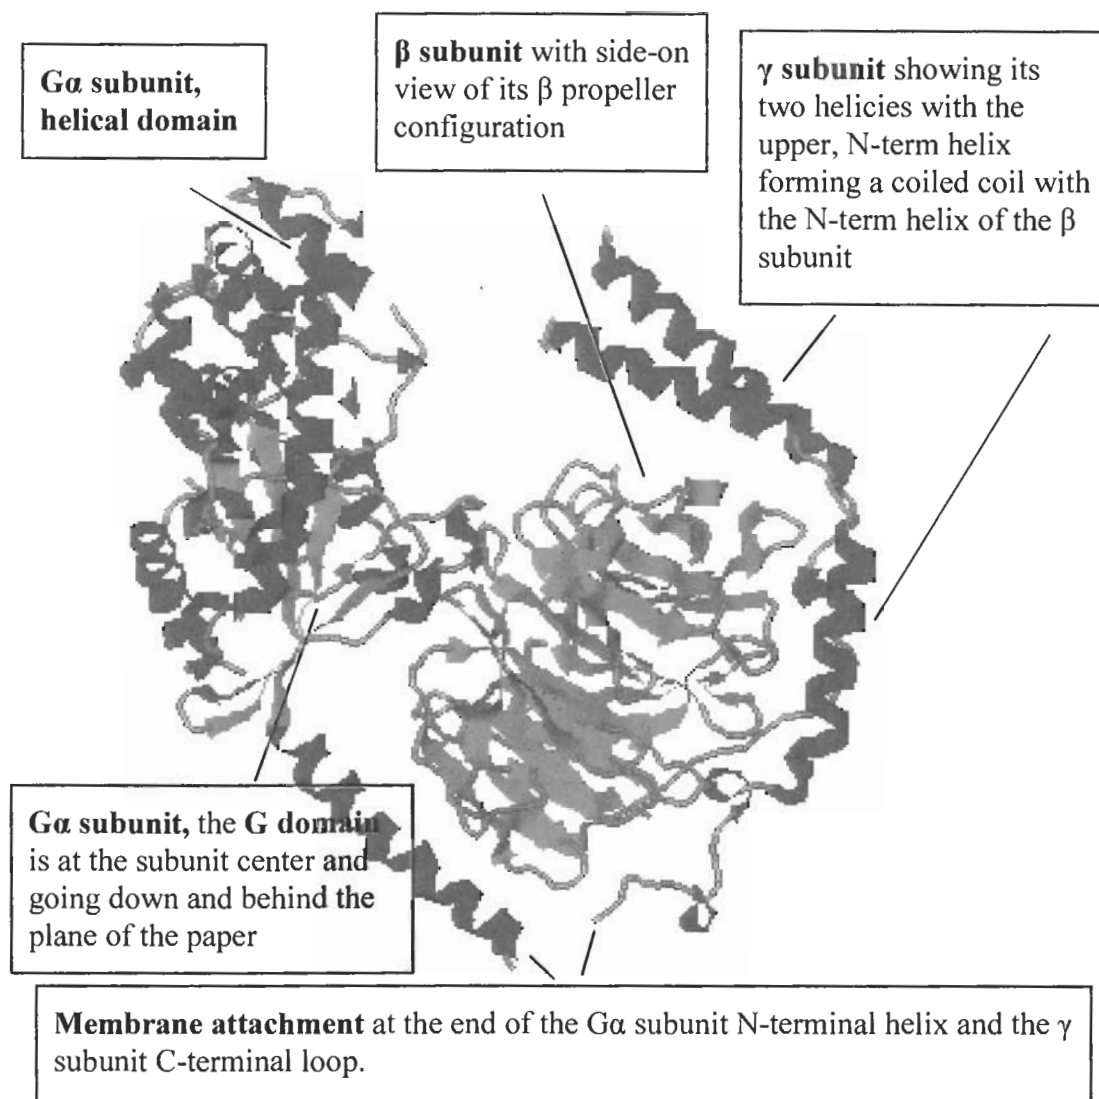 Gα subunit,
helical domain
β subunit with side-on
view of its β propeller
configuration
γ subunit showing its
two helicies with the
upper, N-term helix
forming a coiled coil with
the N-term helix of the β
subunit
Gα subunit, the G domain
is at the subunit center and
going down and behind the
plane of the paper
Membrane attachment at the end of the Gα subunit N-terminal helix and the γ
subunit C-terminal loop.